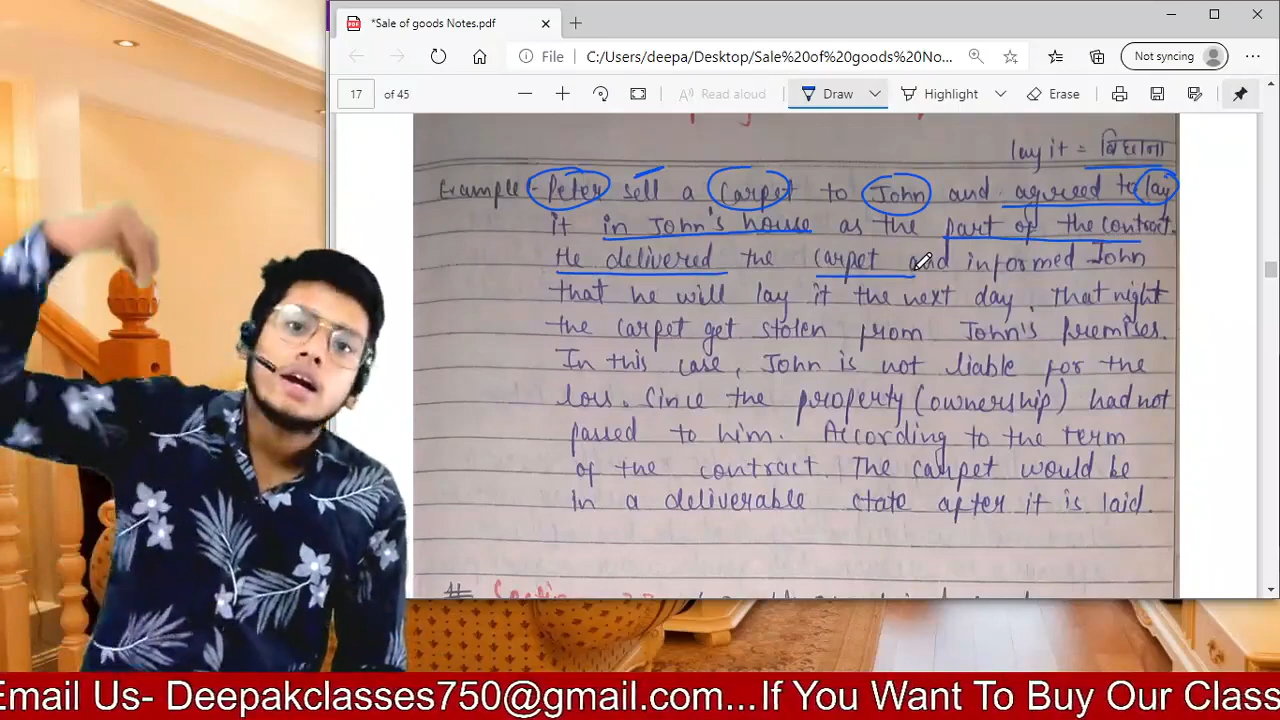 *Sale of goods Notes.pdf
File
C:/Users/deepa/Desktop/Sale%20of%20goods%20No...
Not syncing
17 of 45
Read aloud
Draw
Highlight
Erase
lay it = बिछाना
Example - Peter sell a Carpet to John and agreed to lay
it in John's house as the part of the contract.
He delivered the carpet and informed John
that he will lay it the next day, that night
the carpet get stolen from John's premises.
In this case, John is not liable for the
loss. Since the property (ownership) had not
passed to him. According to the term
of the contract. The carpet would be
in a deliverable state after it is laid.
Email Us- Deepakclasses750@gmail.com...If You Want To Buy Our Class